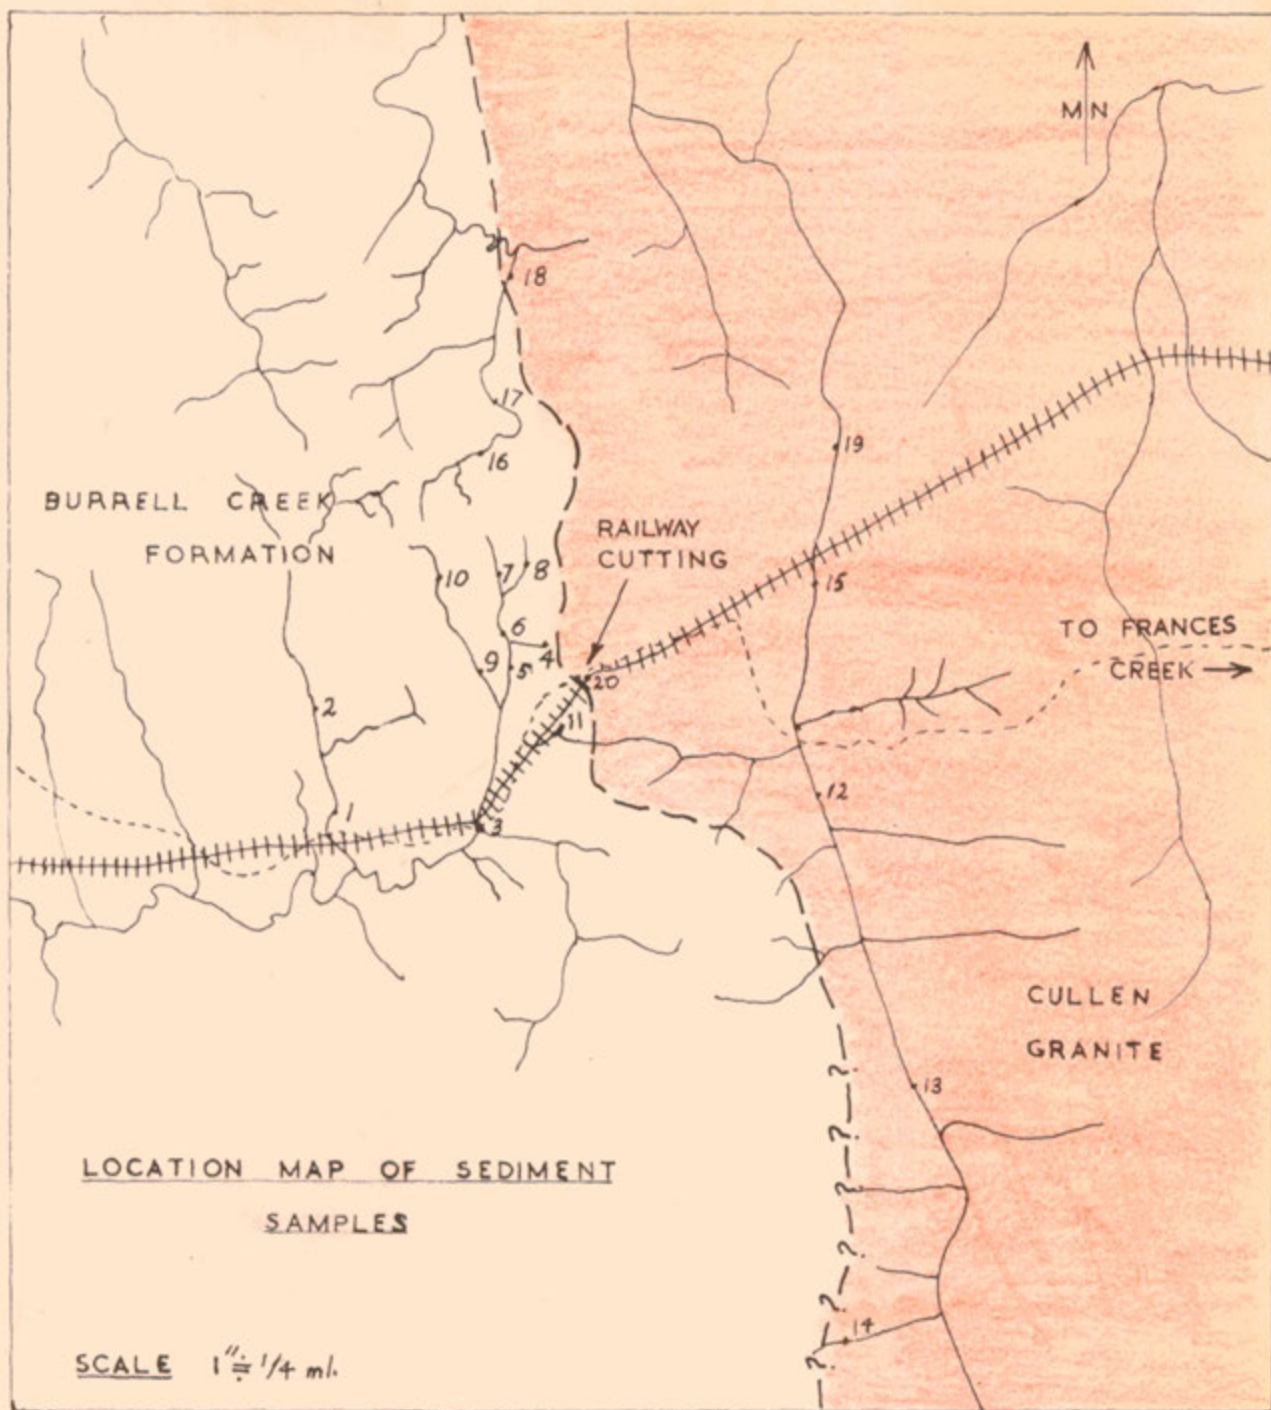 MN
18
17
19
16
BURRELL CREEK
FORMATION
RAILWAY
CUTTING
10
7
8
15
6
TO FRANCES
CREEK
9
5
4
20
2
11
12
1
3
CULLEN
GRANITE
?
13
?
LOCATION MAP OF SEDIMENT
SAMPLES
?
?
?
14
?
SCALE 1"≑ 1/4 ml.